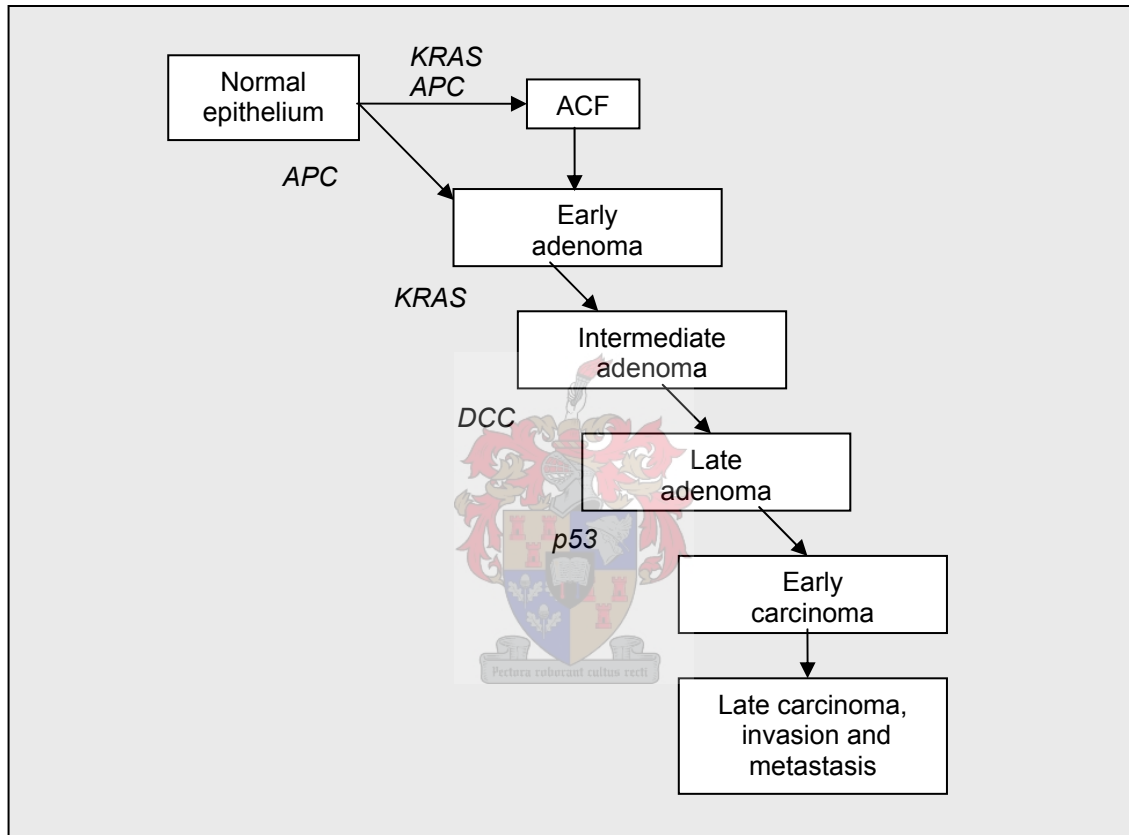 KRAS
APC
Normal
epithelium
ACF
APC
Early
adenoma
KRAS
Intermediate
adenoma
DCC
Late
adenoma
p53
Early
carcinoma
Pectora roborant cultus recti
Late carcinoma,
invasion and
metastasis